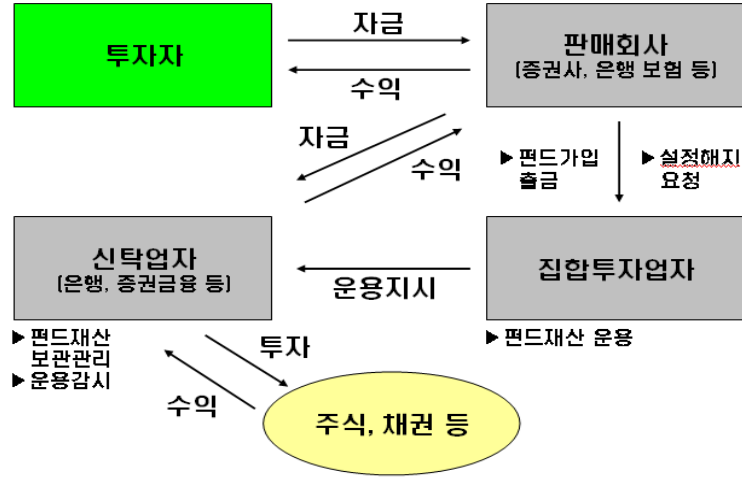 투자자
자금
수익
판매회사
(증권사, 은행 보험 등)
자금
수익
▶ 펀드가입
출금
▶ 설정해지
요청
신탁업자
(은행, 증권금융 등)
운용지시
집합투자업자
▶ 펀드재산
보관관리
▶ 운용감시
▶ 펀드재산 운용
투자
수익
주식, 채권 등